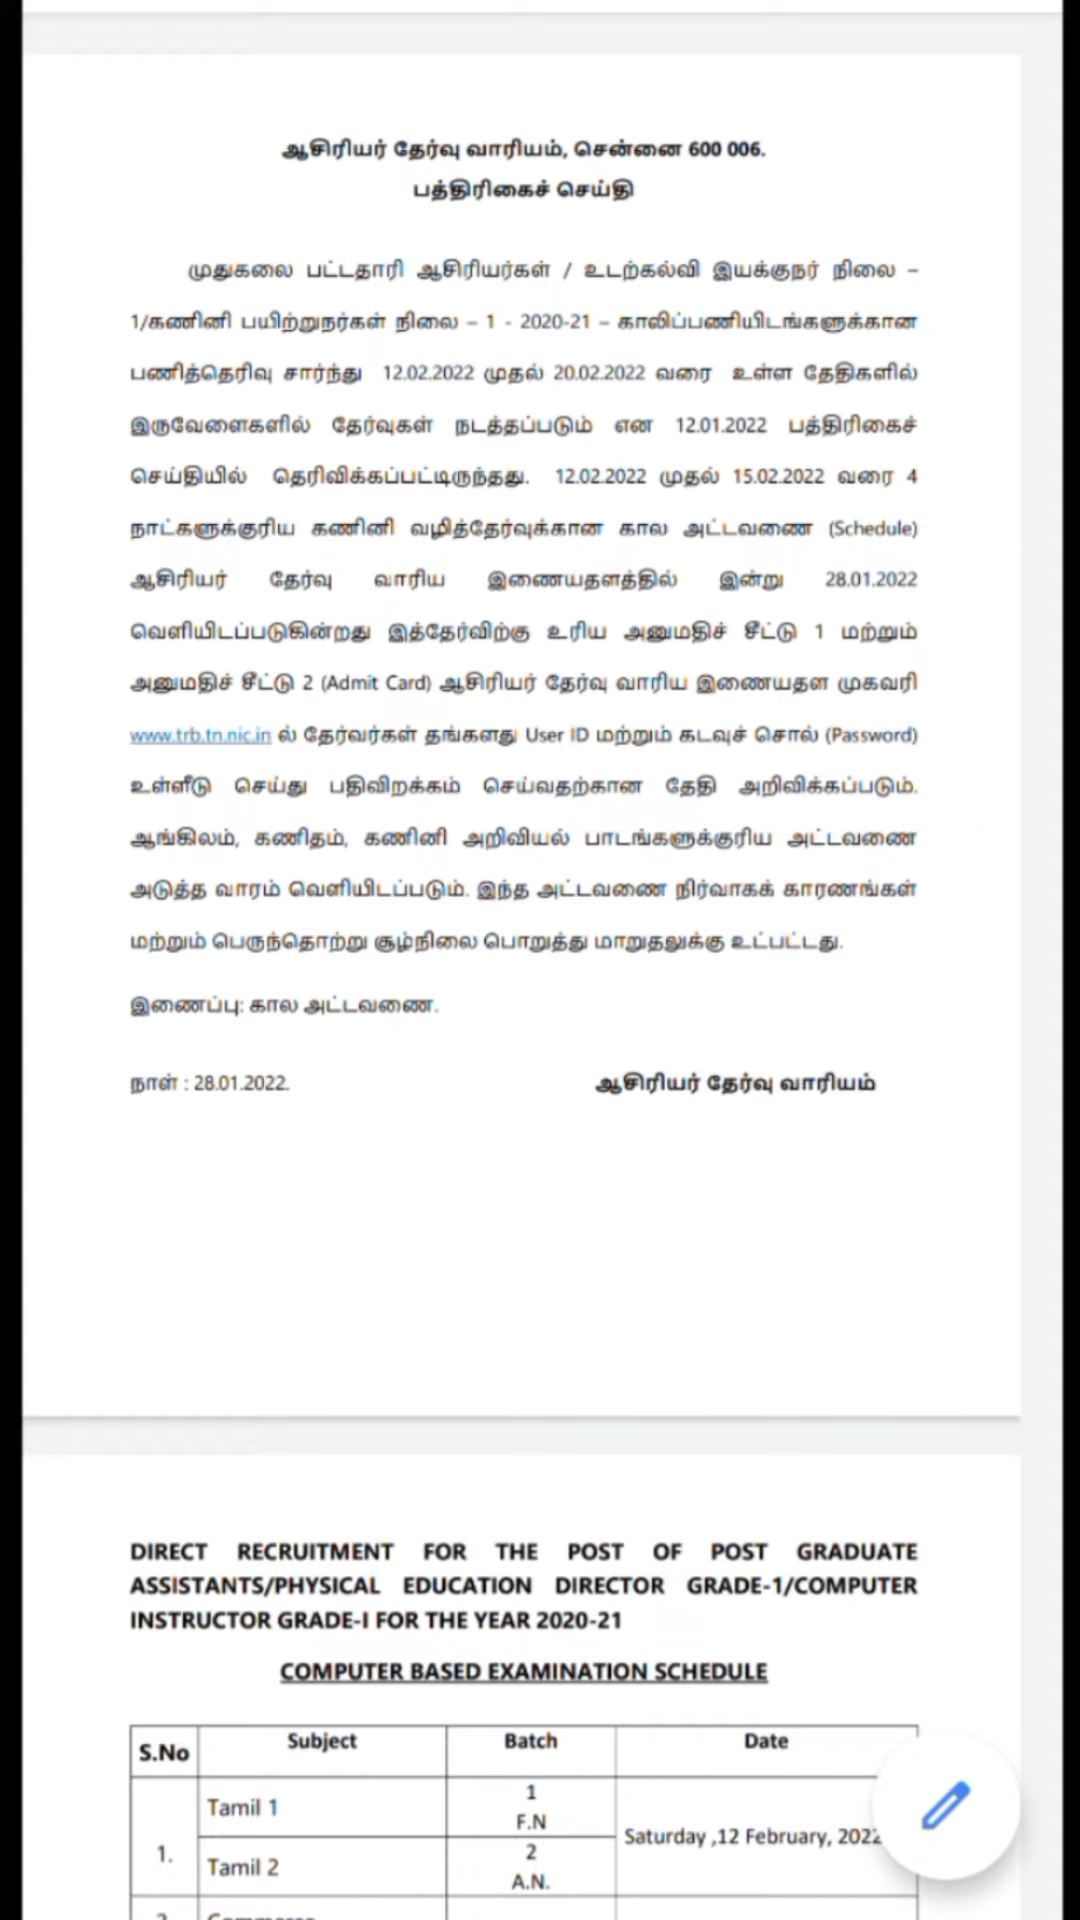 ஆசிரியர் தேர்வு வாரியம், சென்னை 600 006.
பத்திரிகைச் செய்தி
முதுகலை பட்டதாரி ஆசிரியர்கள் / உடற்கல்வி இயக்குநர் நிலை –
1/கணினி பயிற்றுநர்கள் நிலை – 1 - 2020-21 – காலிப்பணியிடங்களுக்கான
பணித்தெரிவு சார்ந்து 12.02.2022 முதல் 20.02.2022 வரை உள்ள தேதிகளில்
இருவேளைகளில் தேர்வுகள் நடத்தப்படும் என 12.01.2022 பத்திரிகைச்
செய்தியில் தெரிவிக்கப்பட்டிருந்தது. 12.02.2022 முதல் 15.02.2022 வரை 4
நாட்களுக்குரிய கணினி வழித்தேர்வுக்கான கால அட்டவணை (Schedule)
ஆசிரியர் தேர்வு வாரிய இணையதளத்தில் இன்று 28.01.2022
வெளியிடப்படுகின்றது இத்தேர்விற்கு உரிய அனுமதிச் சீட்டு 1 மற்றும்
அனுமதிச் சீட்டு 2 (Admit Card) ஆசிரியர் தேர்வு வாரிய இணையதள முகவரி
www.trb.tn.nic.in ல் தேர்வர்கள் தங்களது User ID மற்றும் கடவுச் சொல் (Password)
உள்ளீடு செய்து பதிவிறக்கம் செய்வதற்கான தேதி அறிவிக்கப்படும்.
ஆங்கிலம், கணிதம், கணினி அறிவியல் பாடங்களுக்குரிய அட்டவணை
அடுத்த வாரம் வெளியிடப்படும். இந்த அட்டவணை நிர்வாகக் காரணங்கள்
மற்றும் பெருந்தொற்று சூழ்நிலை பொறுத்து மாறுதலுக்கு உட்பட்டது.
இணைப்பு: கால அட்டவணை.
நாள் : 28.01.2022. ஆசிரியர் தேர்வு வாரியம்
DIRECT RECRUITMENT FOR THE POST OF POST GRADUATE
ASSISTANTS/PHYSICAL EDUCATION DIRECTOR GRADE-1/COMPUTER
INSTRUCTOR GRADE-I FOR THE YEAR 2020-21
COMPUTER BASED EXAMINATION SCHEDULE
S.No Subject Batch Date
1. Tamil 1 1 F.N Saturday ,12 February, 2022
Tamil 2 2 A.N.